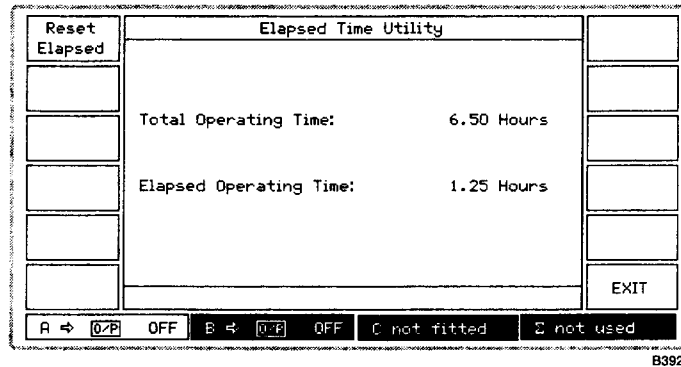 Reset
Elapsed
Elapsed Time Utility
Total Operating Time: 6.50 Hours
Elapsed Operating Time: 1.25 Hours
EXIT
A ⇨ O/P OFF B ⇨ O/P OFF C not fitted Σ not used
B392